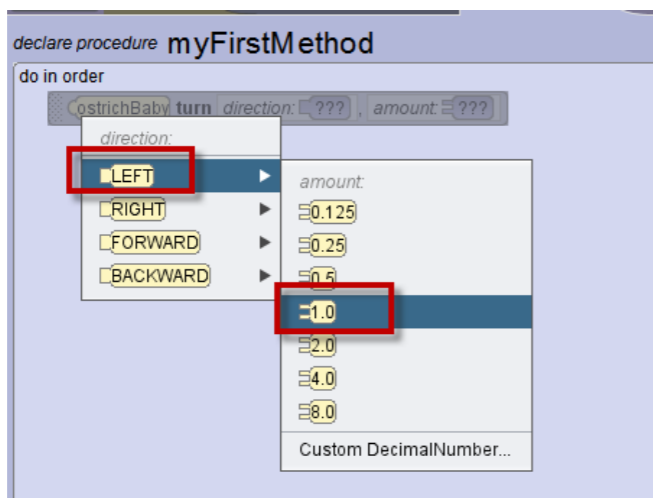 declare procedure myFirstMethod
do in order
ostrichBaby turn direction: ??? , amount: ???
direction:
LEFT
RIGHT
FORWARD
BACKWARD
amount:
0.125
0.25
0.5
1.0
2.0
4.0
8.0
Custom DecimalNumber...